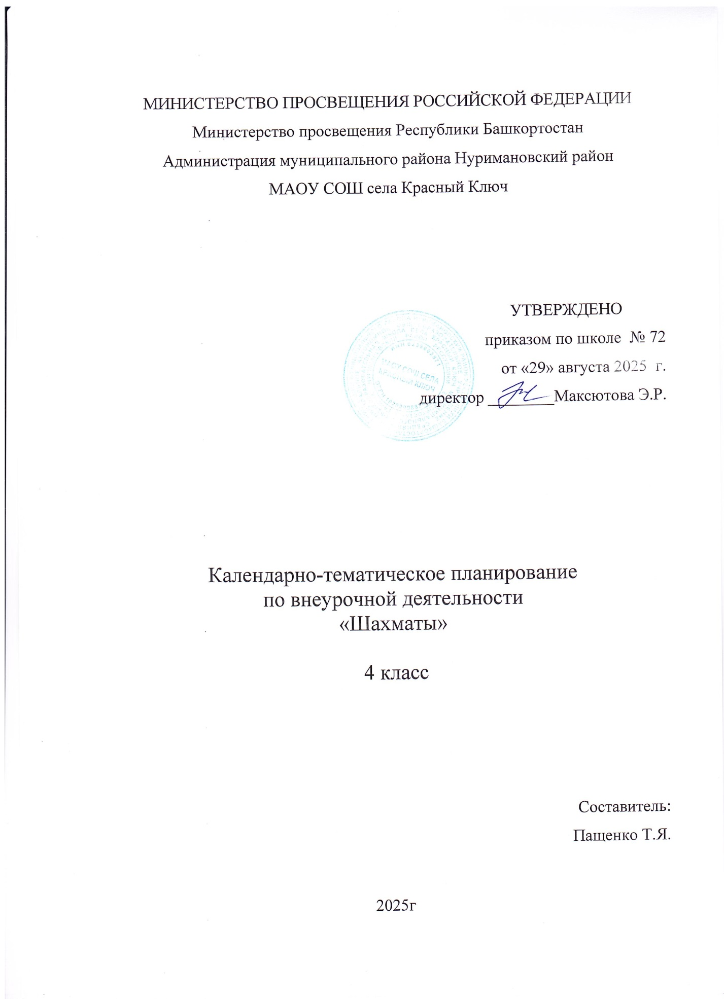 МИНИСТЕРСТВО ПРОСВЕЩЕНИЯ РОССИЙСКОЙ ФЕДЕРАЦИИ
Министерство просвещения Республики Башкортостан
Администрация муниципального района Нуримановский район
МАОУ СОШ села Красный Ключ
УТВЕРЖДЕНО
приказом по школе № 72
от «29» августа 2025 г.
директор ________Максютова Э.Р.
МАОУ СОШ СЕЛА
КРАСНЫЙ КЛЮЧ
Календарно-тематическое планирование
по внеурочной деятельности
«Шахматы»
4 класс
Составитель:
Пащенко Т.Я.
2025г